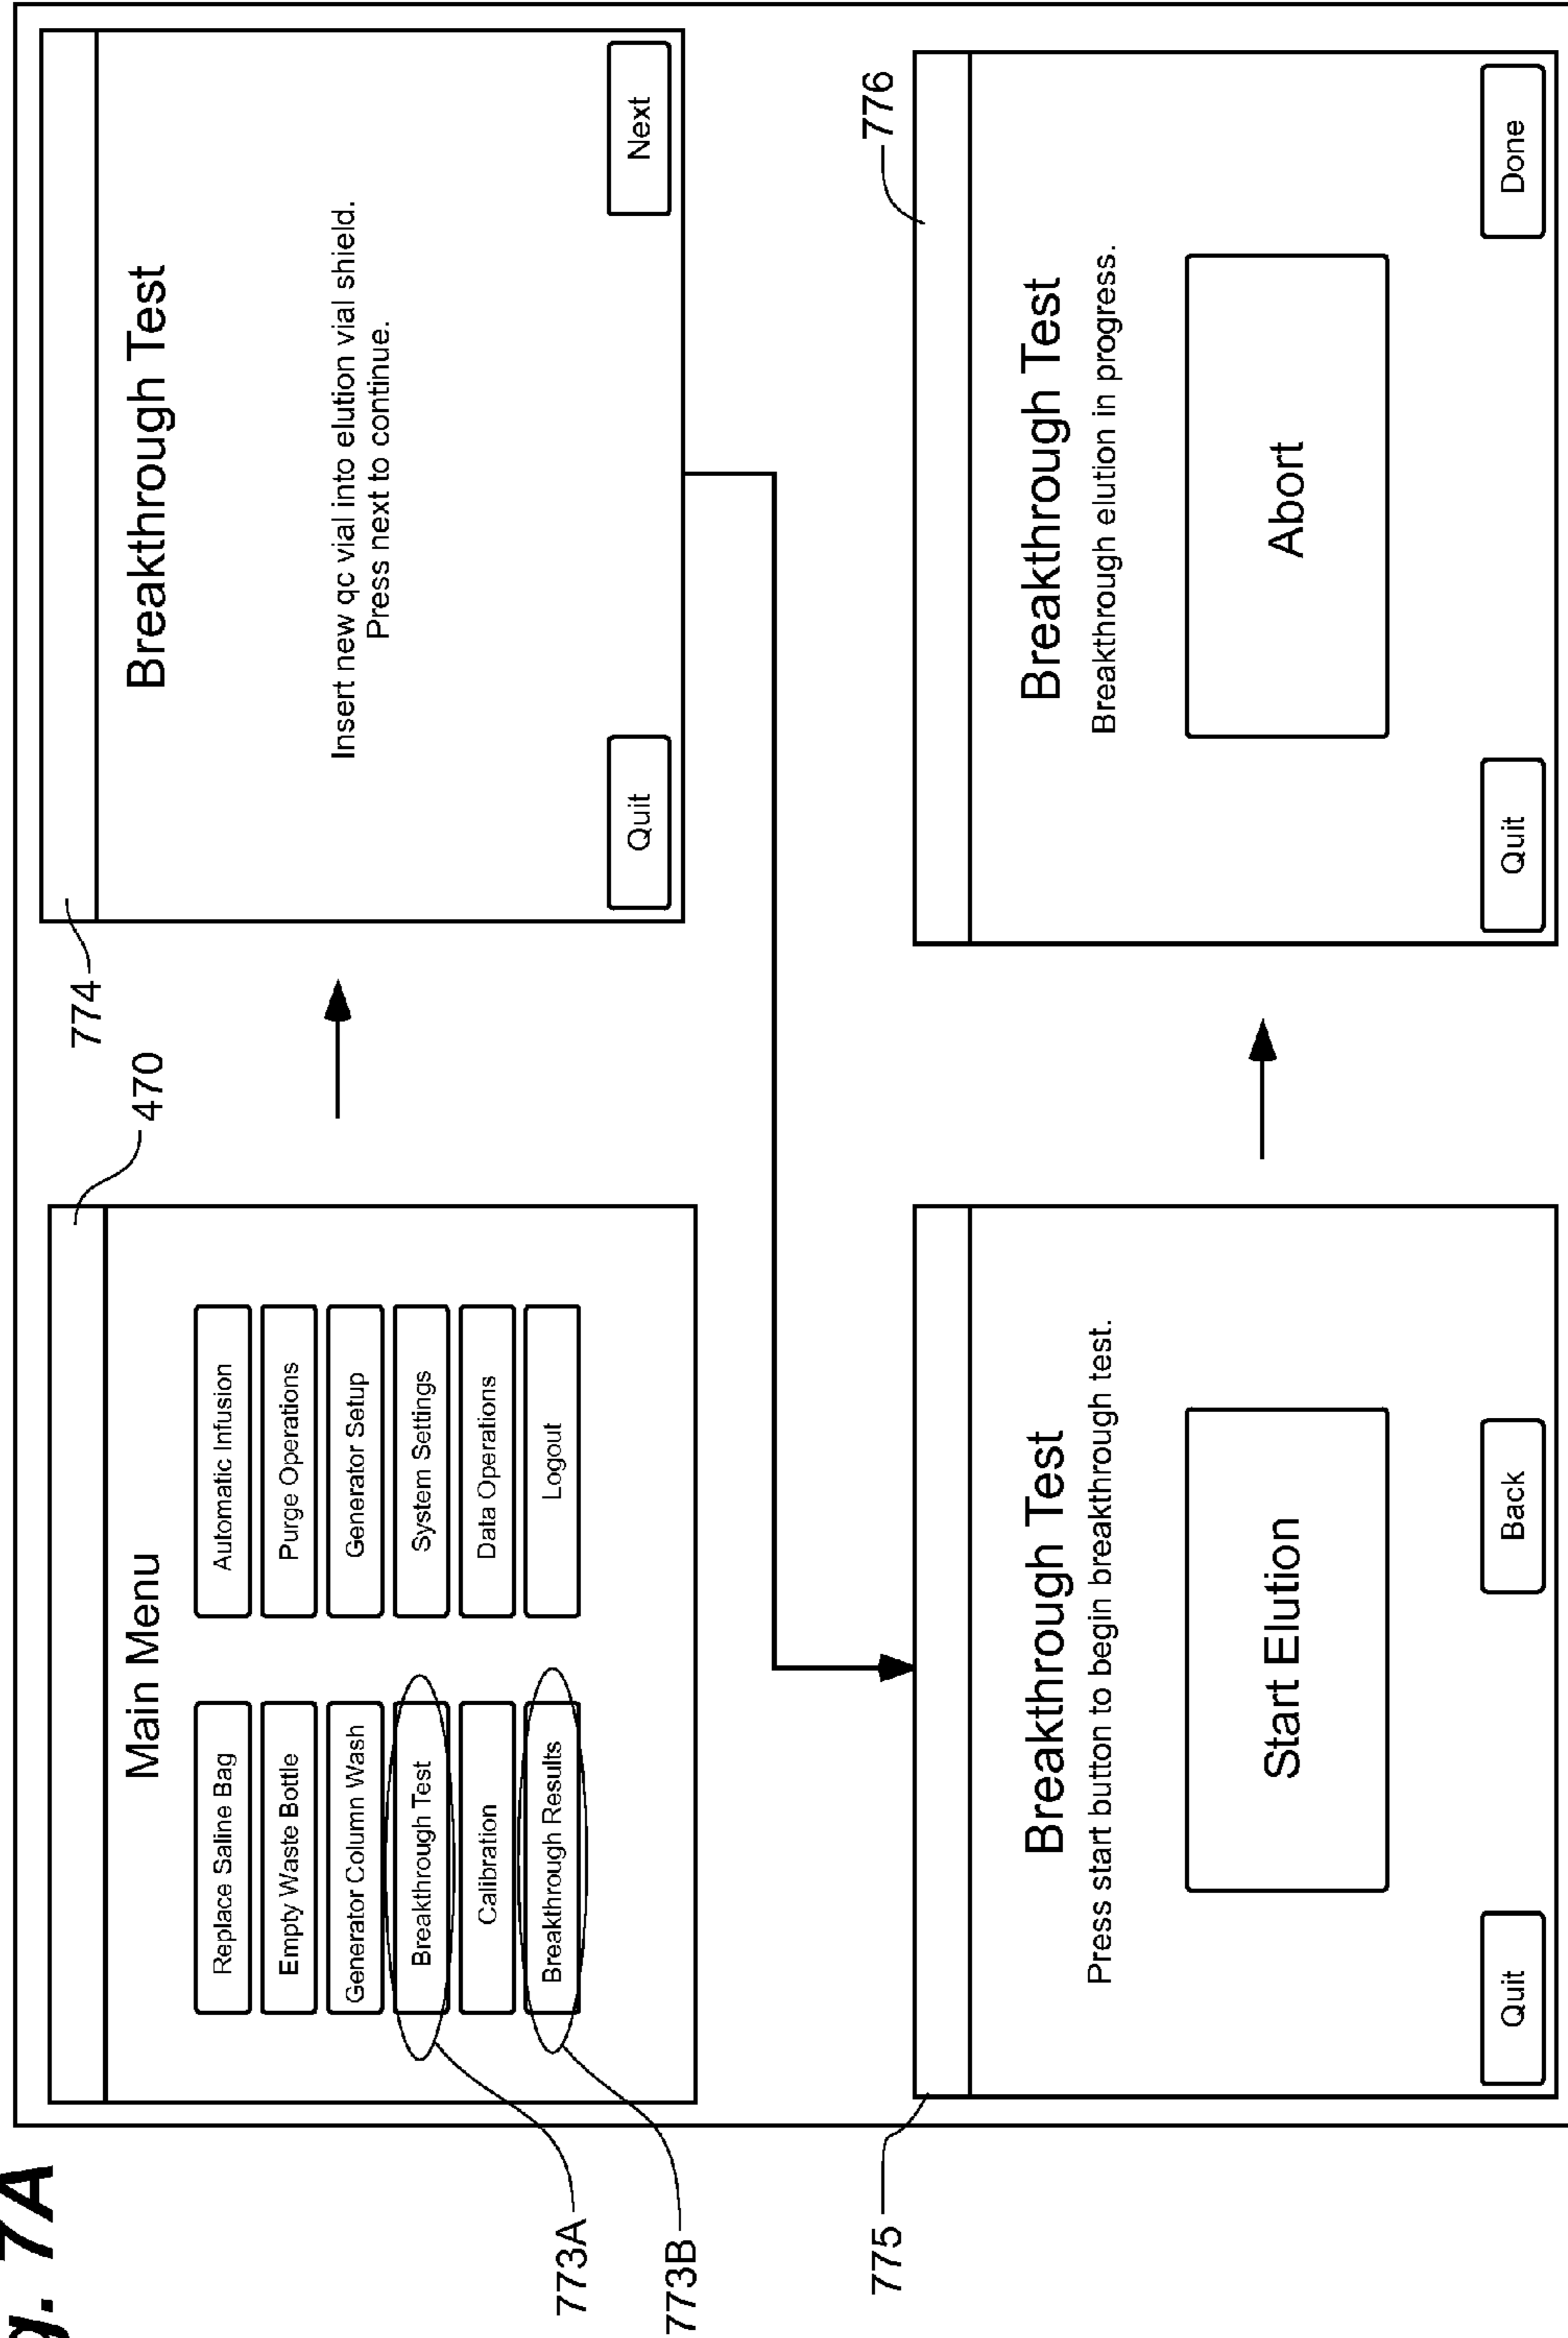 g. 7A
470
Main Menu
Replace Saline Bag
Empty Waste Bottle
Generator Column Wash
Breakthrough Test
Calibration
Breakthrough Results
Automatic Infusion
Purge Operations
Generator Setup
System Settings
Data Operations
Logout
773A
773B
774
Breakthrough Test
Insert new qc vial into elution vial shield.
Press next to continue.
Quit
Next
775
Breakthrough Test
Press start button to begin breakthrough test.
Start Elution
Quit
Back
776
Breakthrough Test
Breakthrough elution in progress.
Abort
Quit
Done